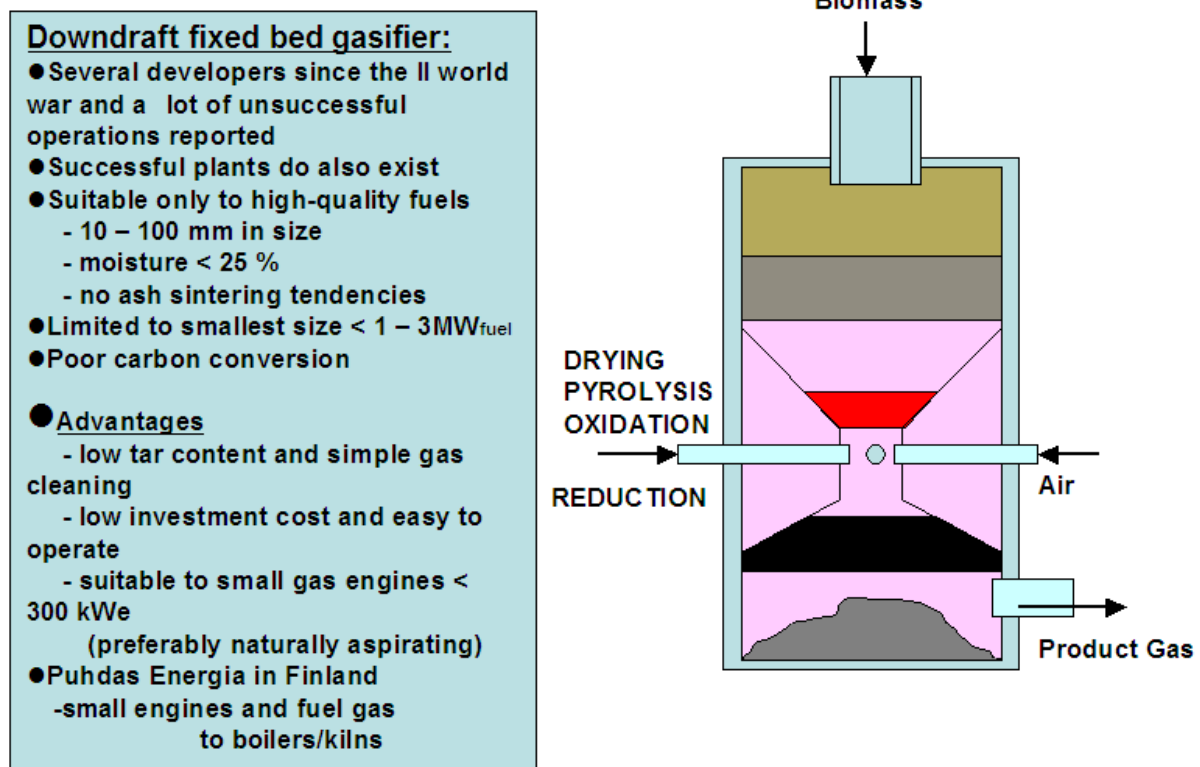 Downdraft fixed bed gasifier:
●Several developers since the II world
war and a lot of unsuccessful
operations reported
●Successful plants do also exist
●Suitable only to high-quality fuels
- 10 – 100 mm in size
- moisture < 25 %
- no ash sintering tendencies
●Limited to smallest size < 1 – 3MWfuel
●Poor carbon conversion
●Advantages
- low tar content and simple gas
cleaning
- low investment cost and easy to
operate
- suitable to small gas engines <
300 kWe
(preferably naturally aspirating)
●Puhdas Energia in Finland
-small engines and fuel gas
to boilers/kilns
Biomass
DRYING
PYROLYSIS
OXIDATION
REDUCTION
Air
Product Gas